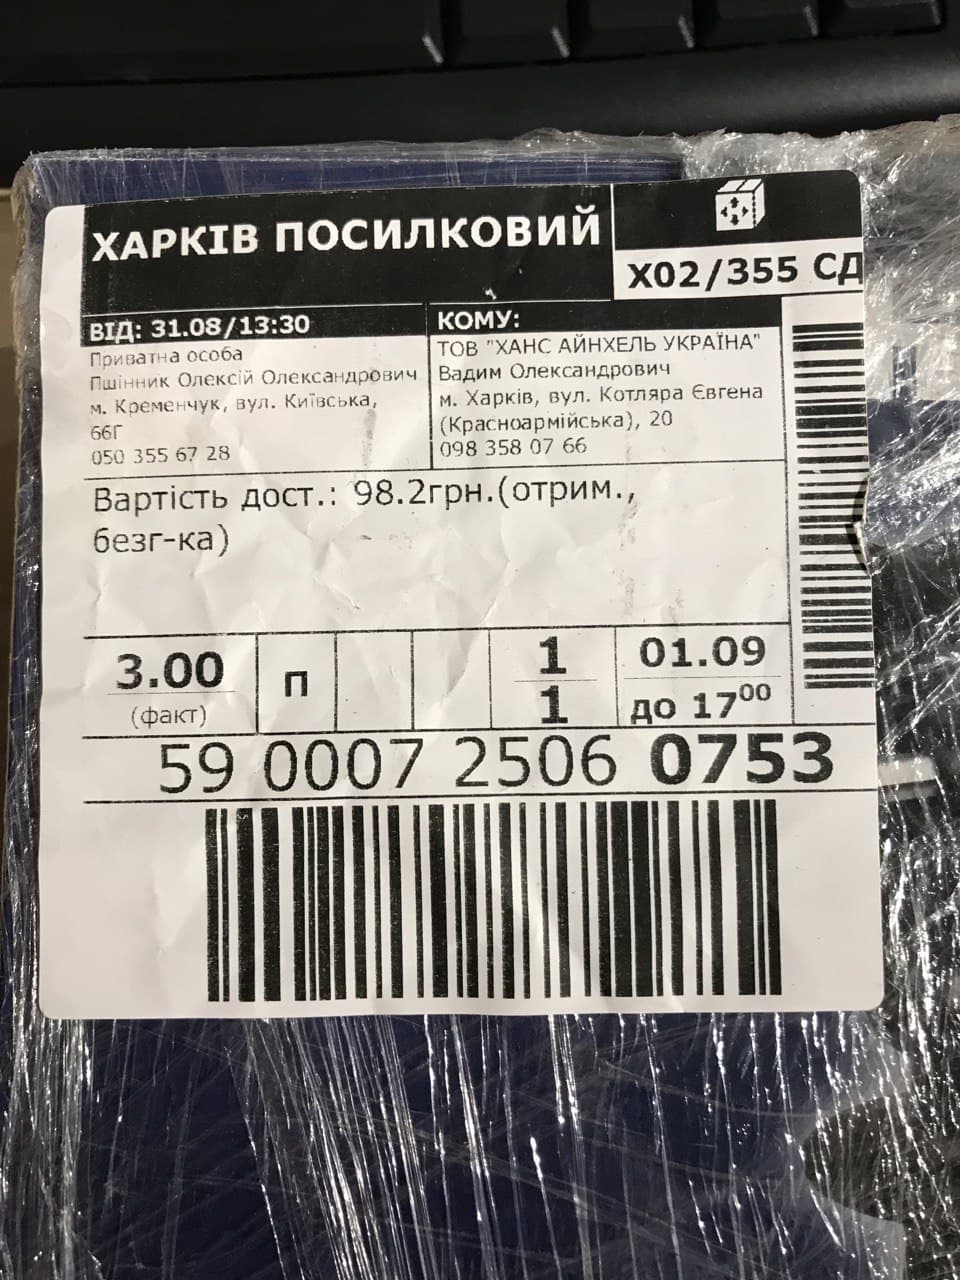 ХАРКІВ ПОСИЛКОВИЙ
X02/355 СД
ВІД: 31.08/13:30
Приватна особа
Пшінник Олексій Олександрович
м. Кременчук, вул. Київська,
66Г
050 355 67 28
КОМУ:
ТОВ "ХАНС АЙНХЕЛЬ УКРАЇНА"
Вадим Олександрович
м. Харків, вул. Котляра Євгена
(Красноармійська), 20
098 358 07 66
Вартість дост.: 98.2грн.(отрим.,
безг-ка)
3.00
(факт)
П
1
1
01.09
до 17⁰⁰
59 0007 2506 0753